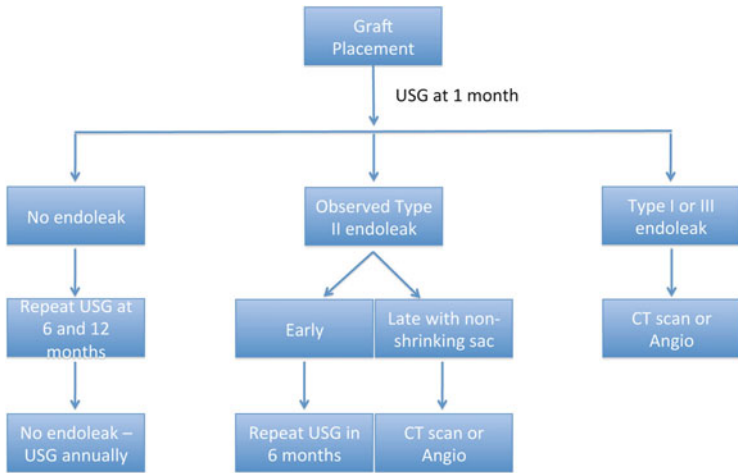 Graft
Placement
USG at 1 month
No endoleak
Observed Type
II endoleak
Type I or III
endoleak
Repeat USG at
6 and 12
months
Early
Late with non-
shrinking sac
CT scan or
Angio
No endoleak –
USG annually
Repeat USG in
6 months
CT scan or
Angio